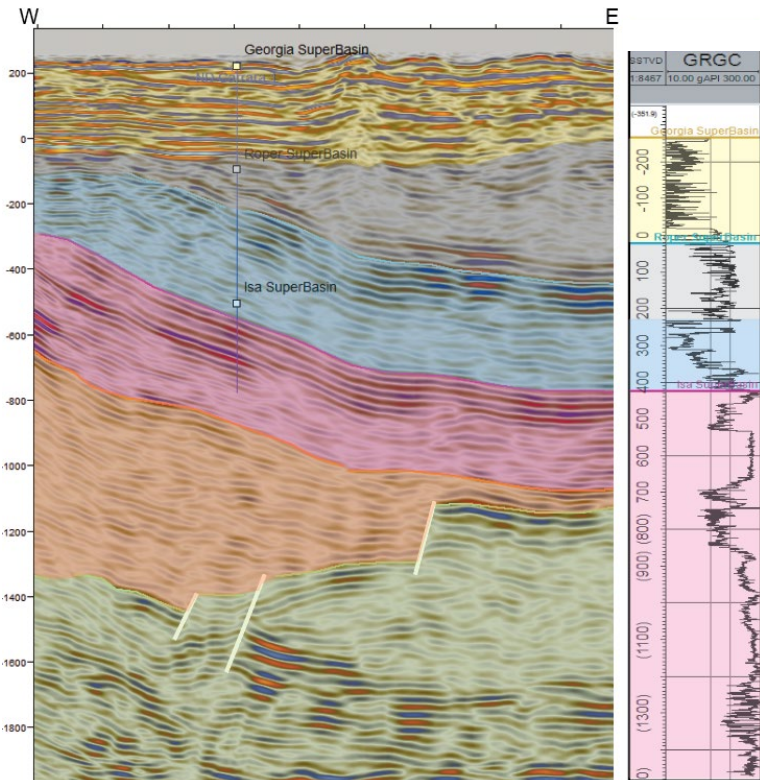 W
E
Georgia SuperBasin
Roper SuperBasin
Isa SuperBasin
200
0
-200
-400
-600
-800
-1000
-1200
-1400
-1600
-1800
SSTVD
GRGC
1:8467
10.00 gAPI 300.00
(-351.9)
Georgia SuperBasin
-200
-100
0
Roper SuperBasin
100
200
300
400
Isa SuperBasin
500
600
700
(800)
(900)
(1100)
(1300)